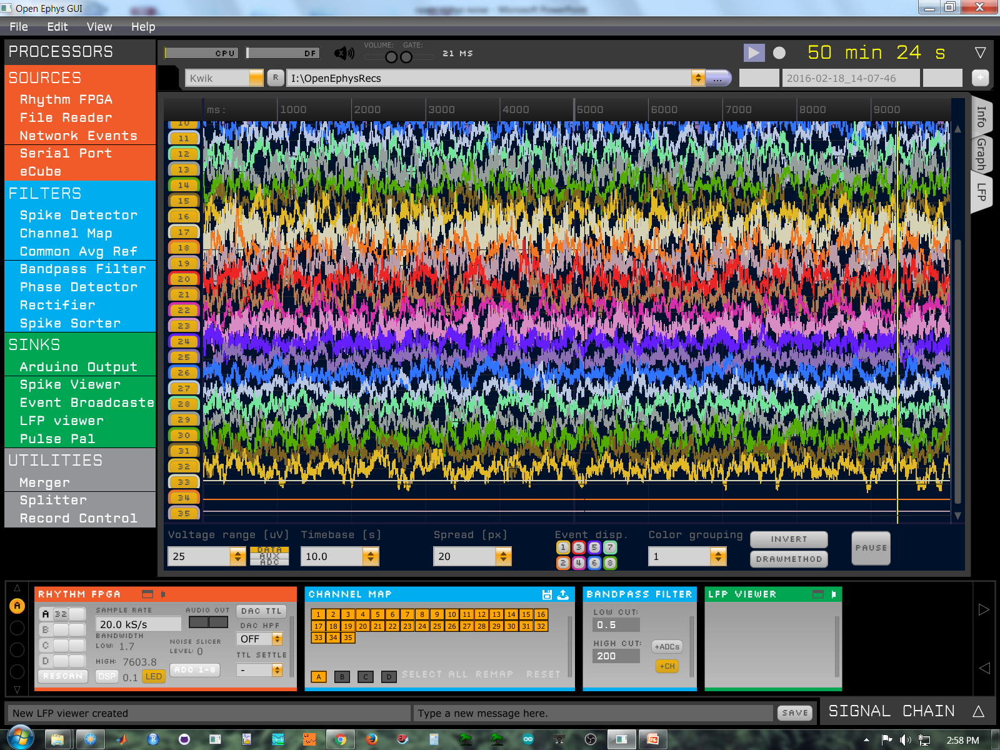 Open Ephys GUI
File Edit View Help
PROCESSORS
SOURCES
Rhythm FPGA
File Reader
Network Events
Serial Port
eCube
FILTERS
Spike Detector
Channel Map
Common Avg Ref
Bandpass Filter
Phase Detector
Rectifier
Spike Sorter
SINKS
Arduino Output
Spike Viewer
Event Broadcaste
LFP viewer
Pulse Pal
UTILITIES
Merger
Splitter
Record Control
CPU DF VOLUME: GATE: 21 MS 50 min 24 s
Kwik R I:\OpenEphysRecs ... 2016-02-18_14-07-46 +
ms: 1000 2000 3000 4000 5000 6000 7000 8000 9000
Info
Graph
LFP
10
11
12
13
14
15
16
17
18
19
20
21
22
23
24
25
26
27
28
29
30
31
32
33
34
35
Voltage range [uV] Timebase [s] Spread [px] Event disp. Color grouping
25 DATA AUX ADC 10.0 20 1 3 5 7 1 INVERT PAUSE
2 4 6 8 DRAWMETHOD
RHYTHM FPGA
A 32
B
C
D
RESCAN
SAMPLE RATE
20.0 kS/s
BANDWIDTH
LOW: 1.7
HIGH: 7603.8
DSP 0.1 LED
AUDIO OUT
NOISE SLICER
LEVEL: 0
ADC 1-8
DAC TTL
DAC HPF
OFF
TTL SETTLE
-
CHANNEL MAP
1 2 3 4 5 6 7 8 9 10 11 12 13 14 15 16
17 18 19 20 21 22 23 24 25 26 27 28 29 30 31 32
33 34 35
A B C D SELECT ALL REMAP RESET
BANDPASS FILTER
LOW CUT:
0.5
HIGH CUT:
200
+ADCs
+CH
LFP VIEWER
A
New LFP viewer created
Type a new message here.
SAVE
SIGNAL CHAIN
2:58 PM